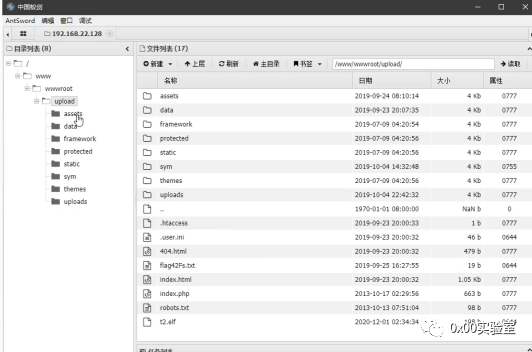 中国蚁剑
AntSword 编辑 窗口 调试
192.168.22.128
目录列表 (8)
/
www
wwwroot
upload
assets
data
framework
protected
static
sym
themes
uploads
文件列表 (17)
新建 上层 刷新 主目录 书签 /www/wwwroot/upload/ 读取
名称 日期 大小 属性
assets 2019-09-24 08:10:14 4 Kb 0777
data 2019-09-23 20:07:35 4 Kb 0777
framework 2019-07-09 04:20:54 4 Kb 0777
protected 2019-07-09 04:20:56 4 Kb 0777
static 2019-07-09 04:20:56 4 Kb 0777
sym 2019-10-04 14:32:48 4 Kb 0755
themes 2019-07-09 04:20:56 4 Kb 0777
uploads 2019-10-04 22:42:32 4 Kb 0777
.. 1970-01-01 08:00:00 NaN b 0
.htaccess 2019-09-23 20:00:33 1 b 0777
.user.ini 2019-09-23 20:00:32 46 b 0644
404.html 2019-09-23 20:00:32 479 b 0777
flag42Fs.txt 2019-09-25 16:27:55 19 b 0644
index.html 2019-09-23 20:00:32 1.05 Kb 0777
index.php 2013-10-17 02:29:56 663 b 0777
robots.txt 2013-10-13 07:51:04 98 b 0777
t2.elf 2020-12-01 02:34:34
0x00实验室